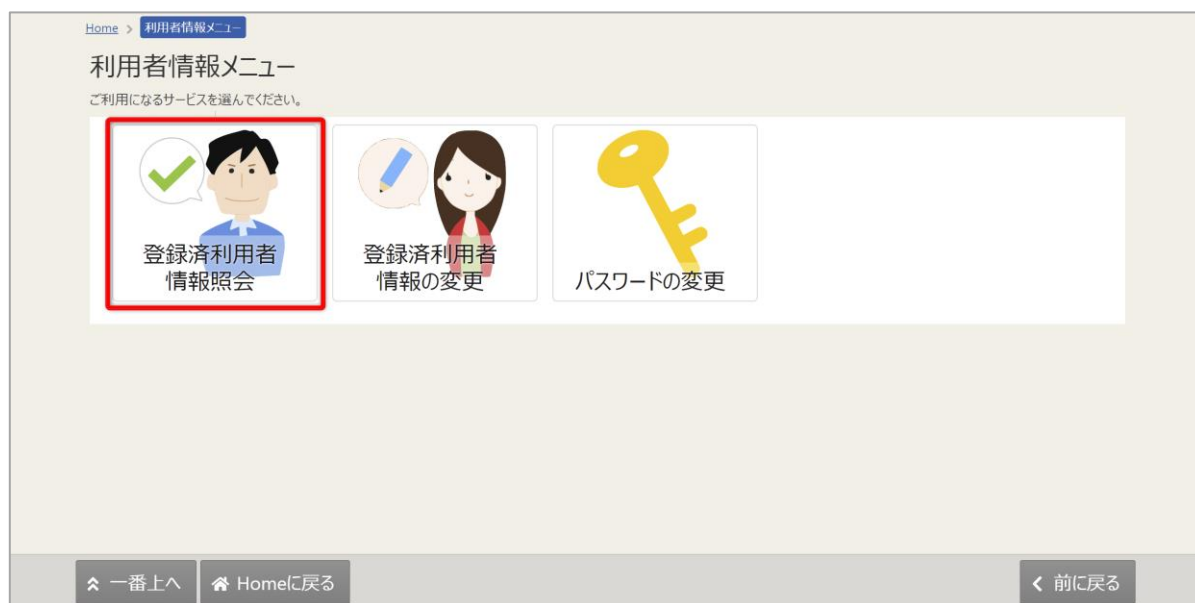 Home > 利用者情報メニュー
利用者情報メニュー
ご利用になるサービスを選んでください。
登録済利用者
情報照会
登録済利用者
情報の変更
パスワードの変更
一番上へ
Homeに戻る
前に戻る